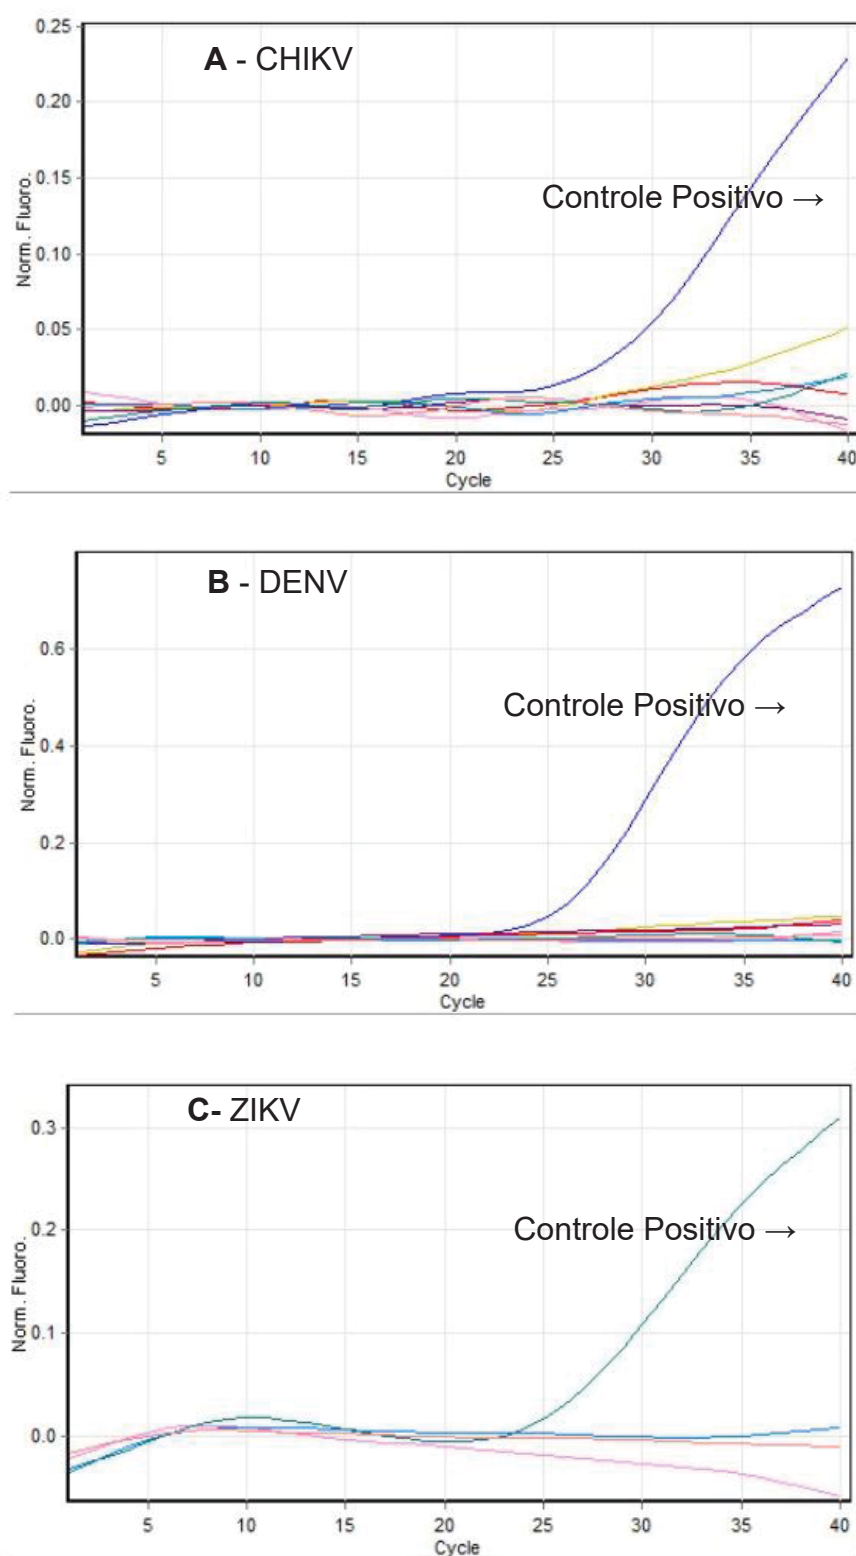 A - CHIKV
0.25
0.20
0.15
0.10
0.05
0.00
Norm. Fluoro.
Controle Positivo →
5 10 15 20 25 30 35 40
Cycle
B - DENV
0.6
0.4
0.2
0.0
Norm. Fluoro.
Controle Positivo →
5 10 15 20 25 30 35 40
Cycle
C- ZIKV
0.3
0.2
0.1
0.0
Norm. Fluoro.
Controle Positivo →
5 10 15 20 25 30 35 40
Cycle